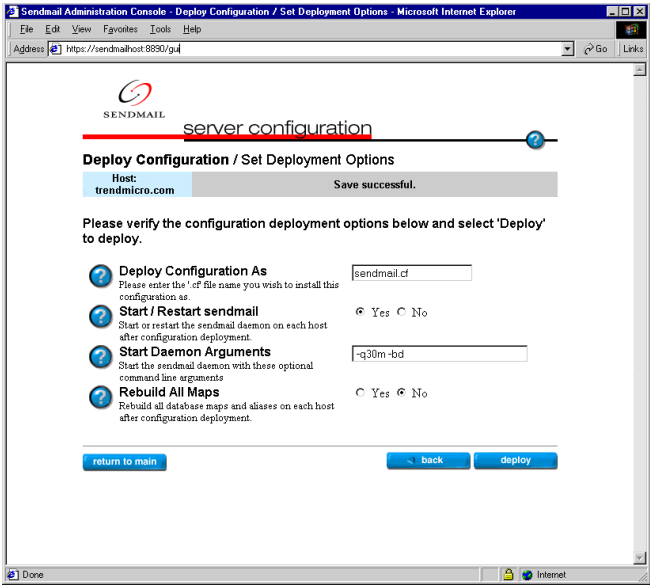 Sendmail Administration Console - Deploy Configuration / Set Deployment Options - Microsoft Internet Explorer
File Edit View Favorites Tools Help
Address https://sendmailhost:8890/gui Go Links
SENDMAIL
server configuration
?
Deploy Configuration / Set Deployment Options
Host:
trendmicro.com
Save successful.
Please verify the configuration deployment options below and select 'Deploy'
to deploy.
? Deploy Configuration As
Please enter the '.cf' file name you wish to install this
configuration as.
sendmail.cf
? Start / Restart sendmail
Start or restart the sendmail daemon on each host
after configuration deployment.
Yes No
? Start Daemon Arguments
Start the sendmail daemon with these optional
command line arguments
-q30m -bd
? Rebuild All Maps
Rebuild all database maps and aliases on each host
after configuration deployment.
Yes No
return to main back deploy
Done Internet